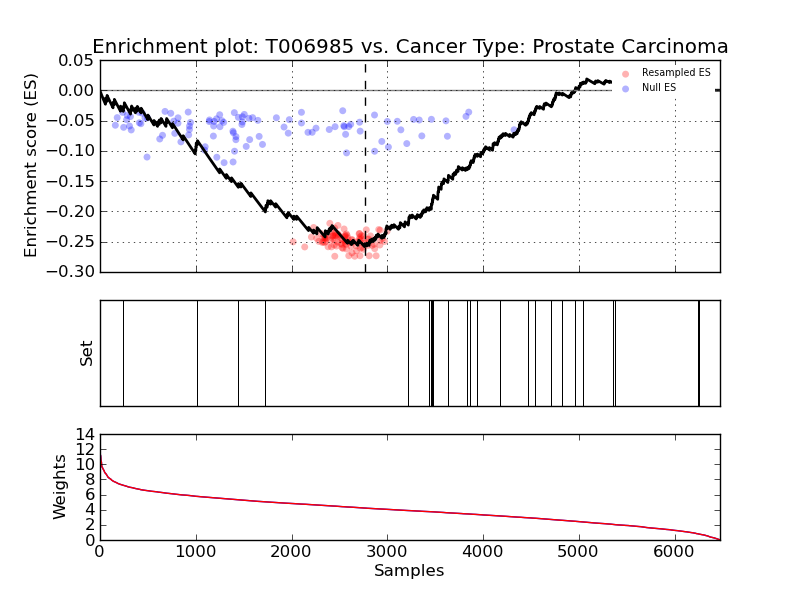 Enrichment plot: T006985 vs. Cancer Type: Prostate Carcinoma
Enrichment score (ES)
0.05
0.00
−0.05
−0.10
−0.15
−0.20
−0.25
−0.30
Resampled ES
Null ES
Set
Weights
14
12
10
8
6
4
2
0
0 1000 2000 3000 4000 5000 6000
Samples